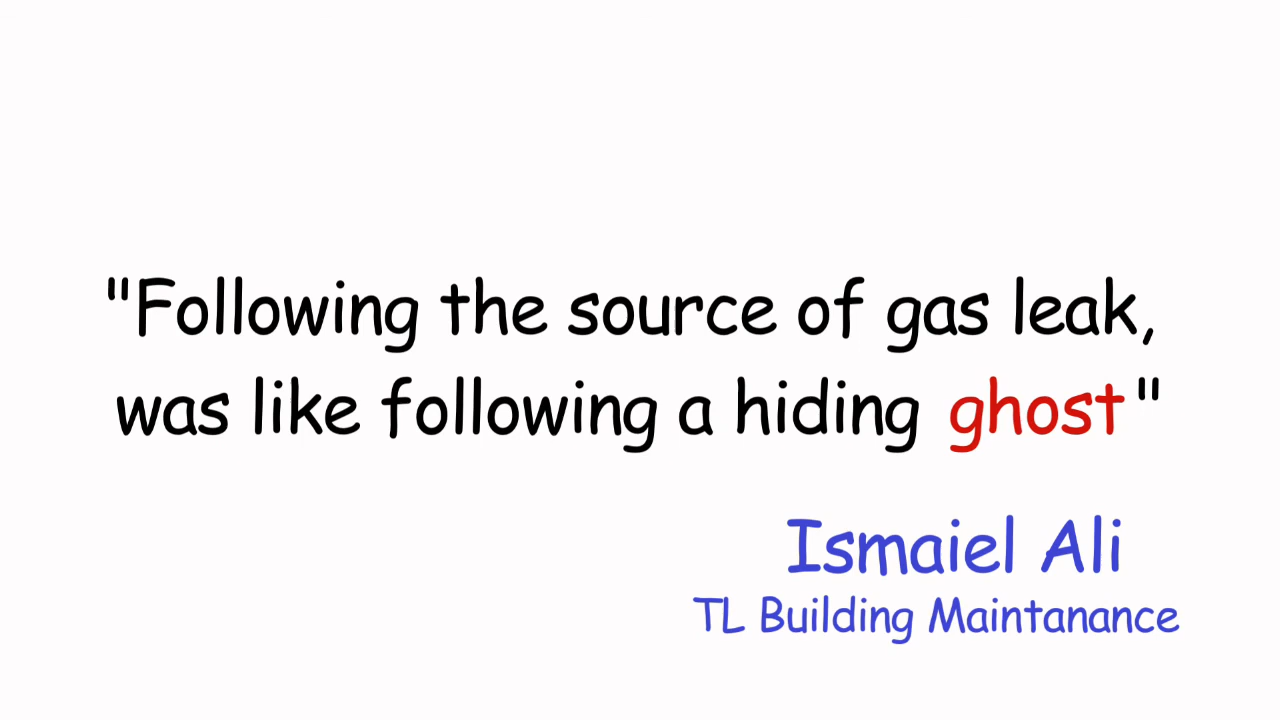 "Following the source of gas leak,
was like following a hiding ghost"
Ismaiel Ali
TL Building Maintanance